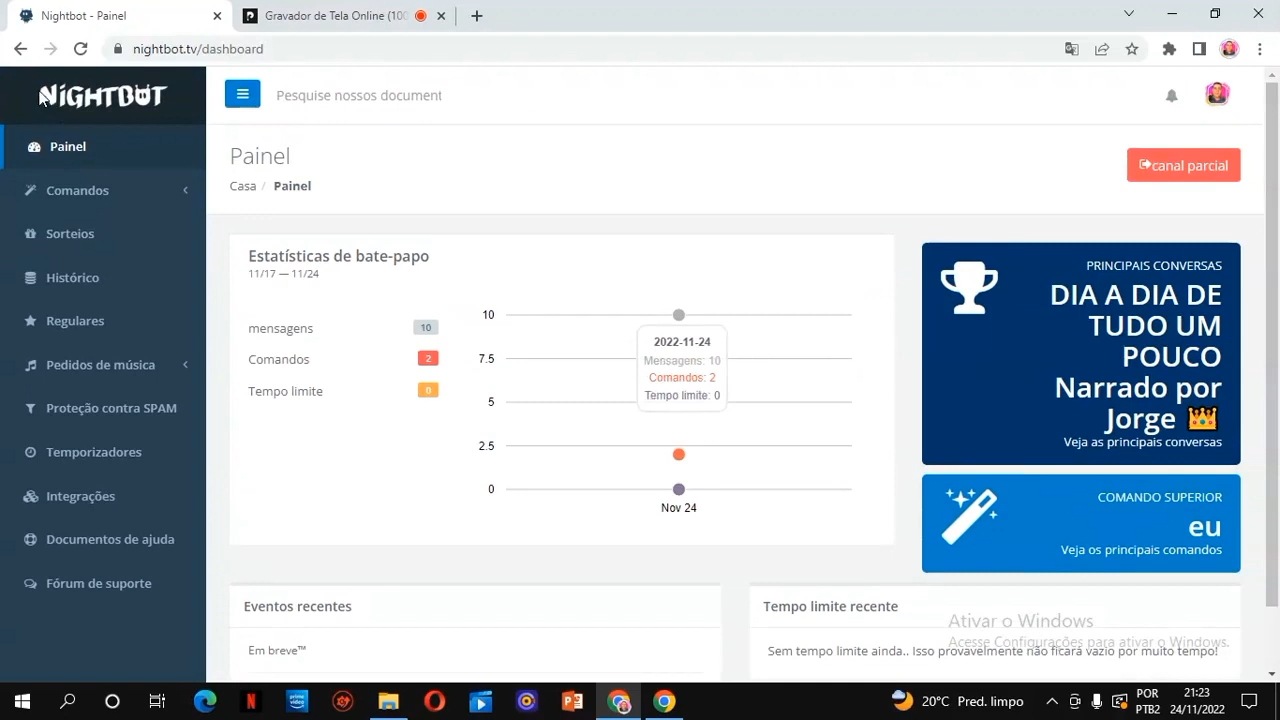 Nightbot - Painel
Gravador de Tela Online (100
nightbot.tv/dashboard
NIGHTBOT
Pesquise nossos document
Painel
Comandos
Sorteios
Histórico
Regulares
Pedidos de música
Proteção contra SPAM
Temporizadores
Integrações
Documentos de ajuda
Fórum de suporte
Painel
Casa / Painel
canal parcial
Estatísticas de bate-papo
11/17 — 11/24
mensagens 10
Comandos 2
Tempo limite 0
10
7.5
5
2.5
0
2022-11-24
Mensagens: 10
Comandos: 2
Tempo limite: 0
Nov 24
PRINCIPAIS CONVERSAS
DIA A DIA DE
TUDO UM
POUCO
Narrado por
Jorge 👑
Veja as principais conversas
COMANDO SUPERIOR
eu
Veja os principais comandos
Eventos recentes
Em breve™
Tempo limite recente
Sem tempo limite ainda.. Isso provavelmente não ficará vazio por muito tempo!
Ativar o Windows
Acesse Configurações para ativar o Windows.
20°C Pred. limpo
POR
PTB2
21:23
24/11/2022